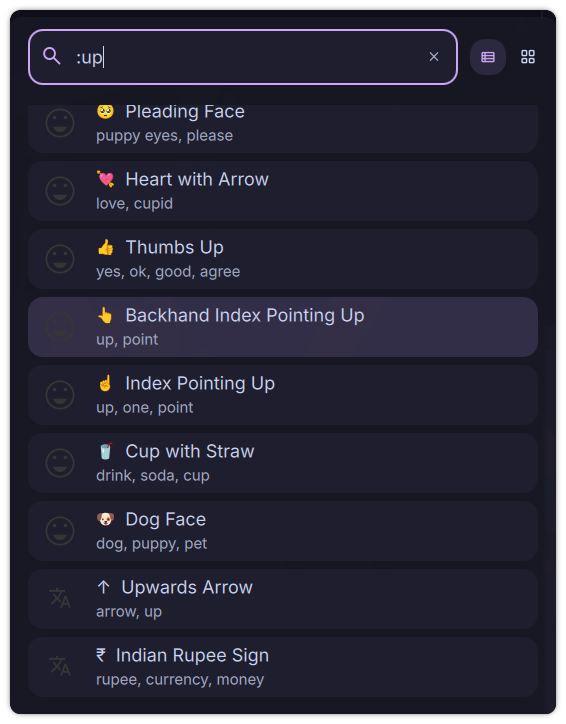 :up
🥺 Pleading Face
puppy eyes, please
💘 Heart with Arrow
love, cupid
👍 Thumbs Up
yes, ok, good, agree
👆 Backhand Index Pointing Up
up, point
☝️ Index Pointing Up
up, one, point
🥤 Cup with Straw
drink, soda, cup
🐶 Dog Face
dog, puppy, pet
↑ Upwards Arrow
arrow, up
₹ Indian Rupee Sign
rupee, currency, money